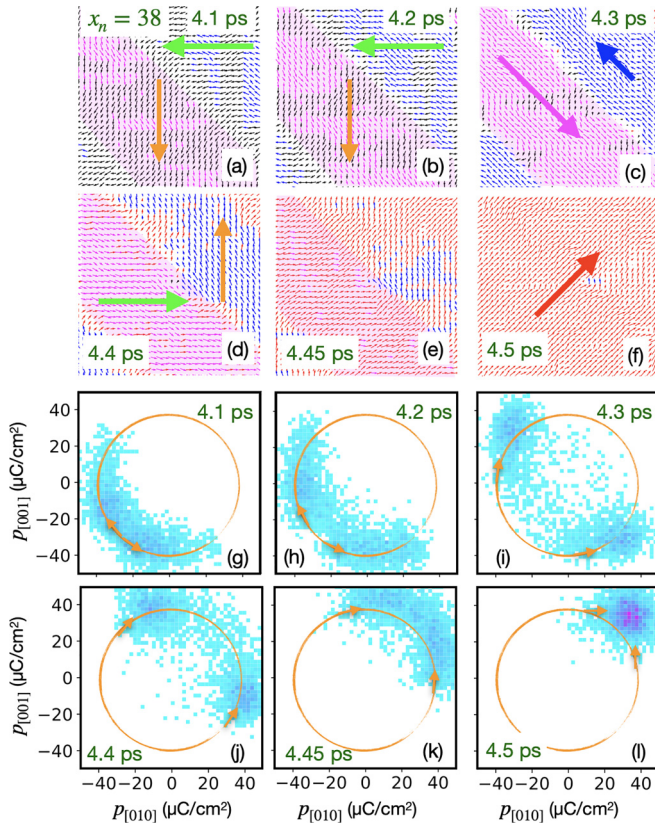 xₙ = 38 4.1 ps 4.2 ps 4.3 ps
(a) (b) (c)
4.4 ps (d) 4.45 ps (e) 4.5 ps (f)
40 4.1 ps 4.2 ps 4.3 ps
20
0
−20
−40 (g) (h) (i)
p[001] (μC/cm²)
40
20
0
−20
−40 4.4 ps (j) 4.45 ps (k) 4.5 ps (l)
p[001] (μC/cm²)
−40 −20 0 20 40 −40 −20 0 20 40 −40 −20 0 20 40
p[010] (μC/cm²) p[010] (μC/cm²) p[010] (μC/cm²)